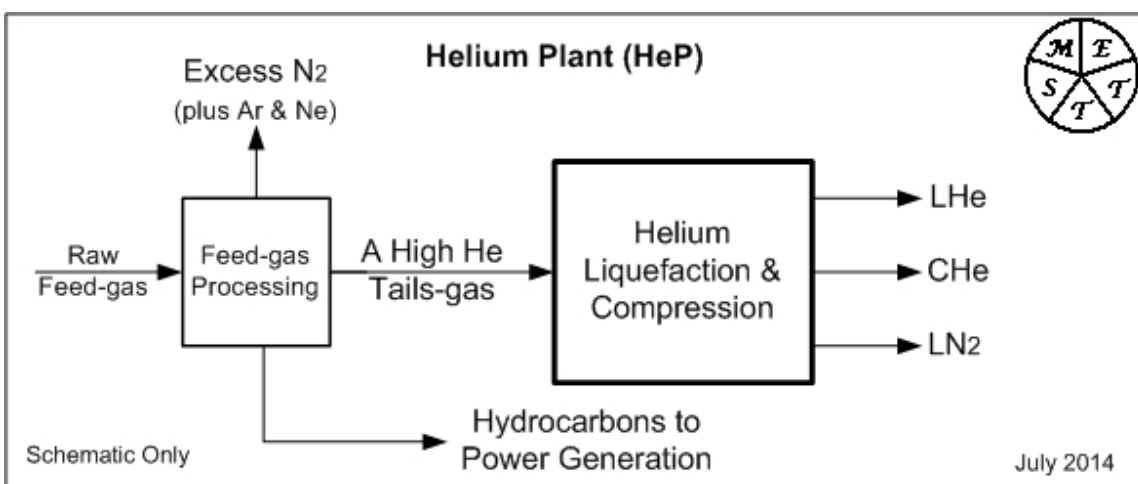 Helium Plant (HeP)
M E
S T
T
Excess N2
(plus Ar & Ne)
Raw
Feed-gas
Feed-gas
Processing
A High He
Tails-gas
Helium
Liquefaction &
Compression
LHe
CHe
LN2
Hydrocarbons to
Power Generation
Schematic Only
July 2014